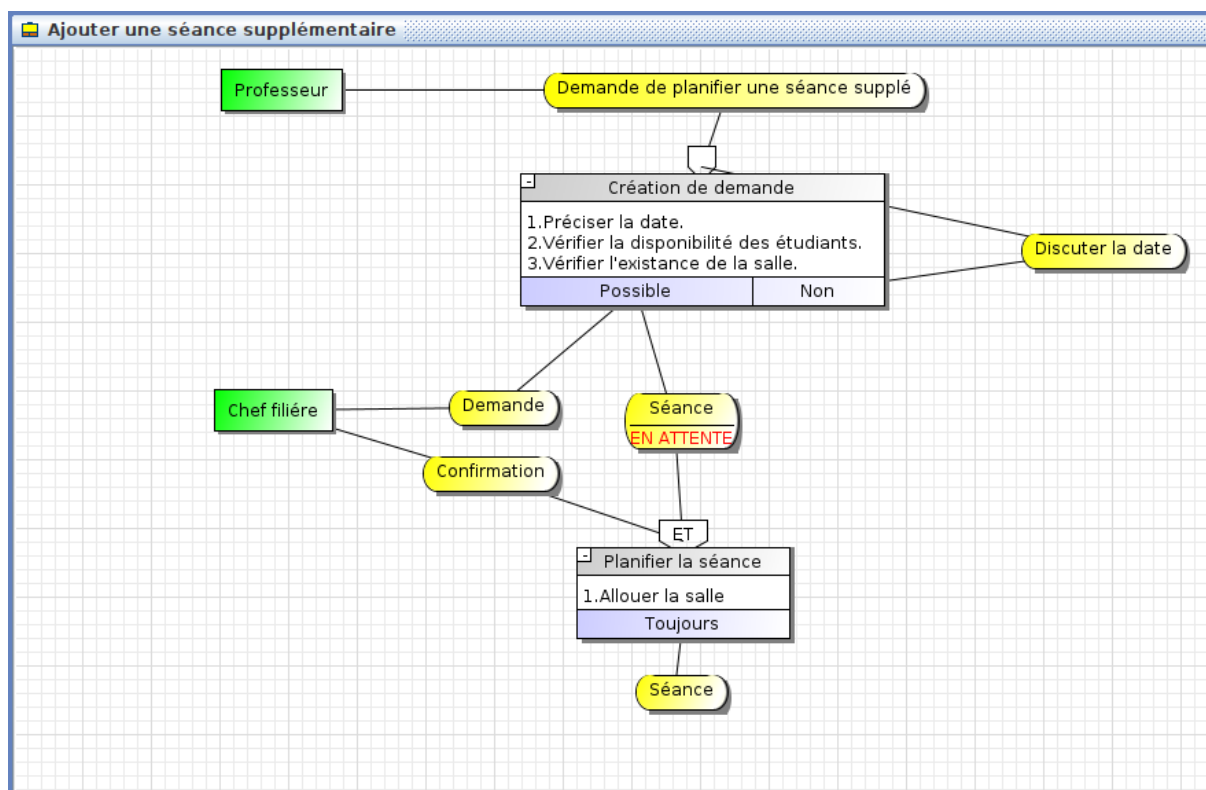 Ajouter une séance supplémentaire
Professeur
Demande de planifier une séance supplé
Création de demande
1.Préciser la date.
2.Vérifier la disponibilité des étudiants.
3.Vérifier l'existance de la salle.
Possible
Non
Discuter la date
Chef filiére
Demande
Séance
EN ATTENTE
Confirmation
ET
Planifier la séance
1.Allouer la salle
Toujours
Séance